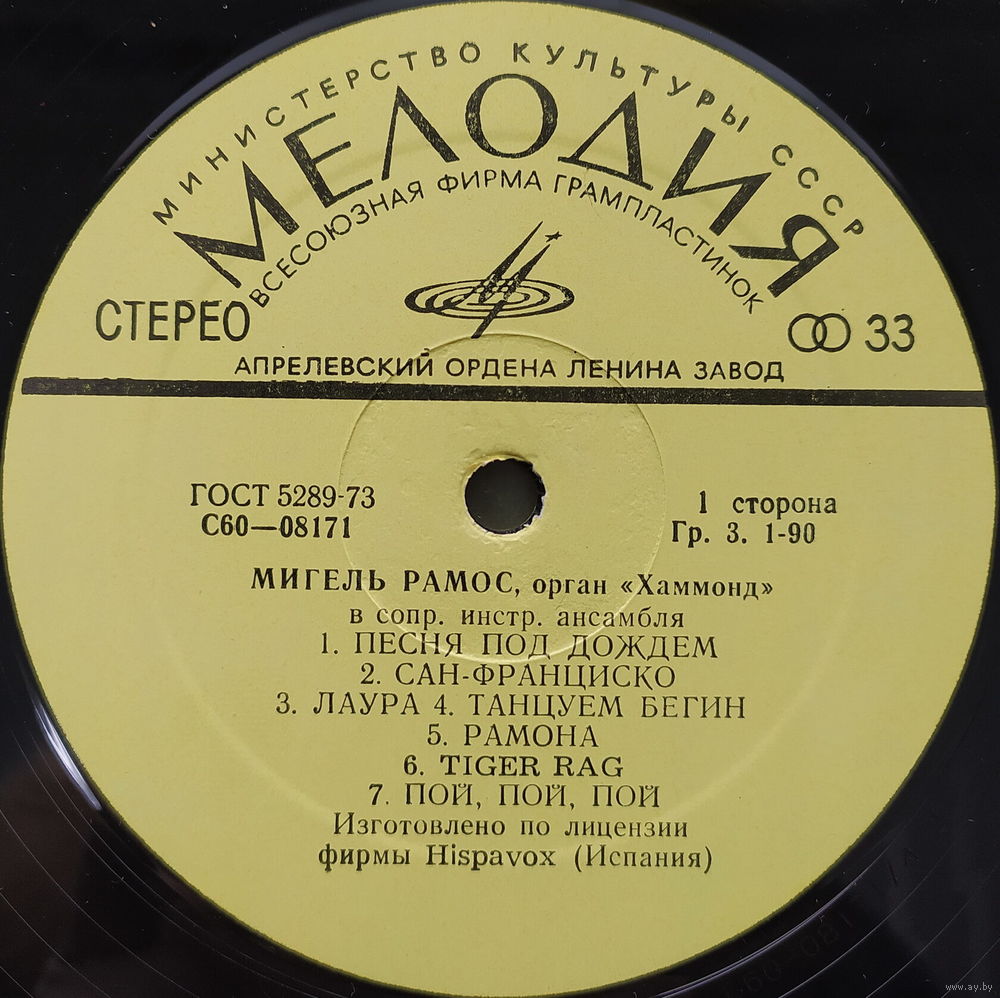 МИНИСТЕРСТВО КУЛЬТУРЫ СССР
МЕЛОДИЯ
ВСЕСОЮЗНАЯ ФИРМА ГРАМПЛАСТИНОК
СТЕРЕО
33
АПРЕЛЕВСКИЙ ОРДЕНА ЛЕНИНА ЗАВОД
ГОСТ 5289-73
С60—08171
1 сторона
Гр. 3. 1-90
МИГЕЛЬ РАМОС, орган «Хаммонд»
в сопр. инстр. ансамбля
1. ПЕСНЯ ПОД ДОЖДЕМ
2. САН-ФРАНЦИСКО
3. ЛАУРА 4. ТАНЦУЕМ БЕГИН
5. РАМОНА
6. TIGER RAG
7. ПОЙ, ПОЙ, ПОЙ
Изготовлено по лицензии
фирмы Hispavox (Испания)
www.ay.by